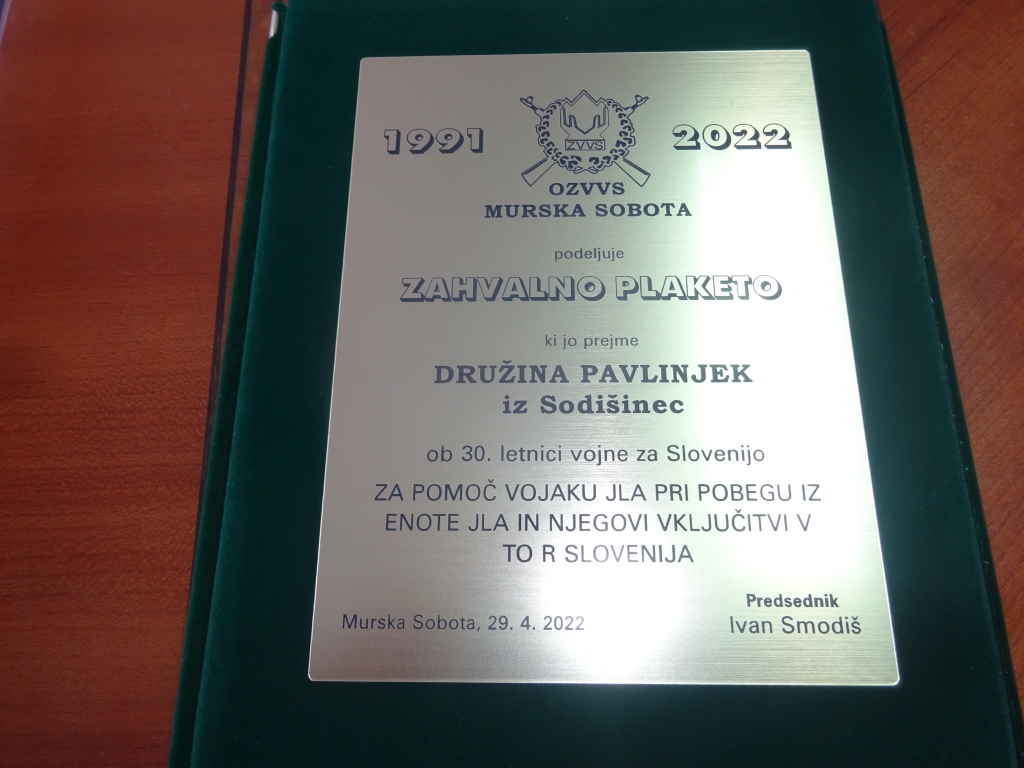 1991 2022
ZVVS
OZVVS
MURSKA SOBOTA
podeljuje
ZAHVALNO PLAKETO
ki jo prejme
DRUŽINA PAVLINJEK
iz Sodišinec
ob 30. letnici vojne za Slovenijo
ZA POMOČ VOJAKU JLA PRI POBEGU IZ
ENOTE JLA IN NJEGOVI VKLJUČITVI V
TO R SLOVENIJA
Murska Sobota, 29. 4. 2022
Predsednik
Ivan Smodiš